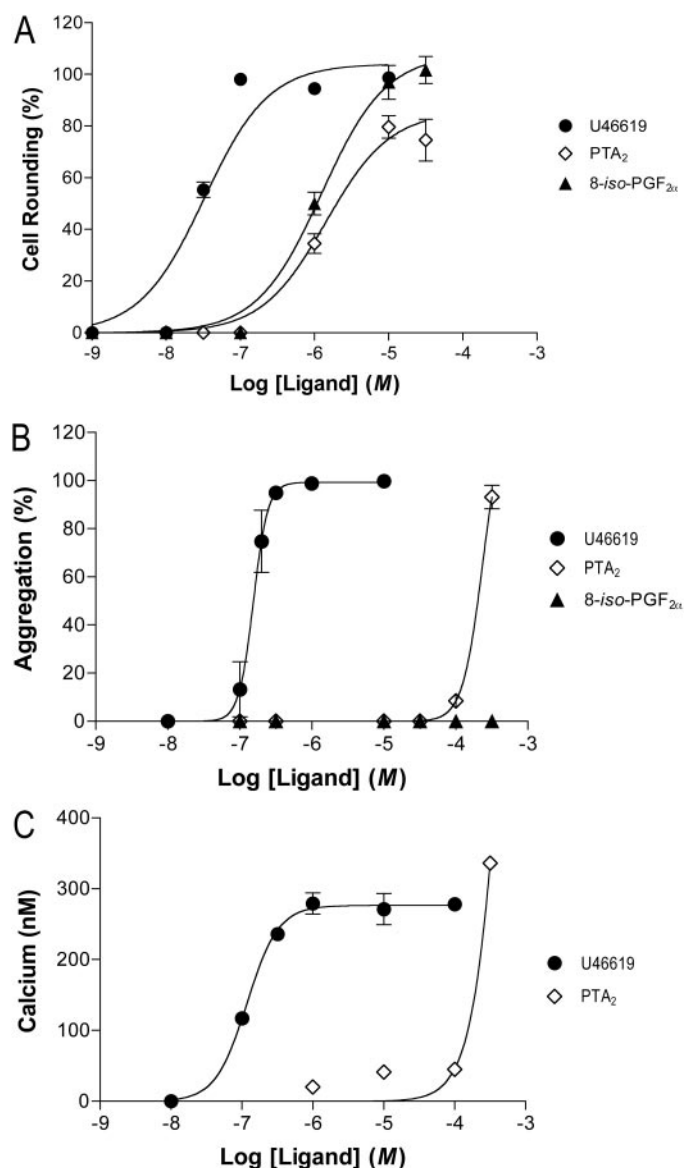 A
120
100
80
60
40
20
0
Cell Rounding (%)
-9 -8 -7 -6 -5 -4 -3
Log [Ligand] (M)
U46619
PTA₂
8-iso-PGF₂α
B
120
100
80
60
40
20
0
Aggregation (%)
-9 -8 -7 -6 -5 -4 -3
Log [Ligand] (M)
U46619
PTA₂
8-iso-PGF₂α
C
400
300
200
100
0
Calcium (nM)
-9 -8 -7 -6 -5 -4 -3
Log [Ligand] (M)
U46619
PTA₂